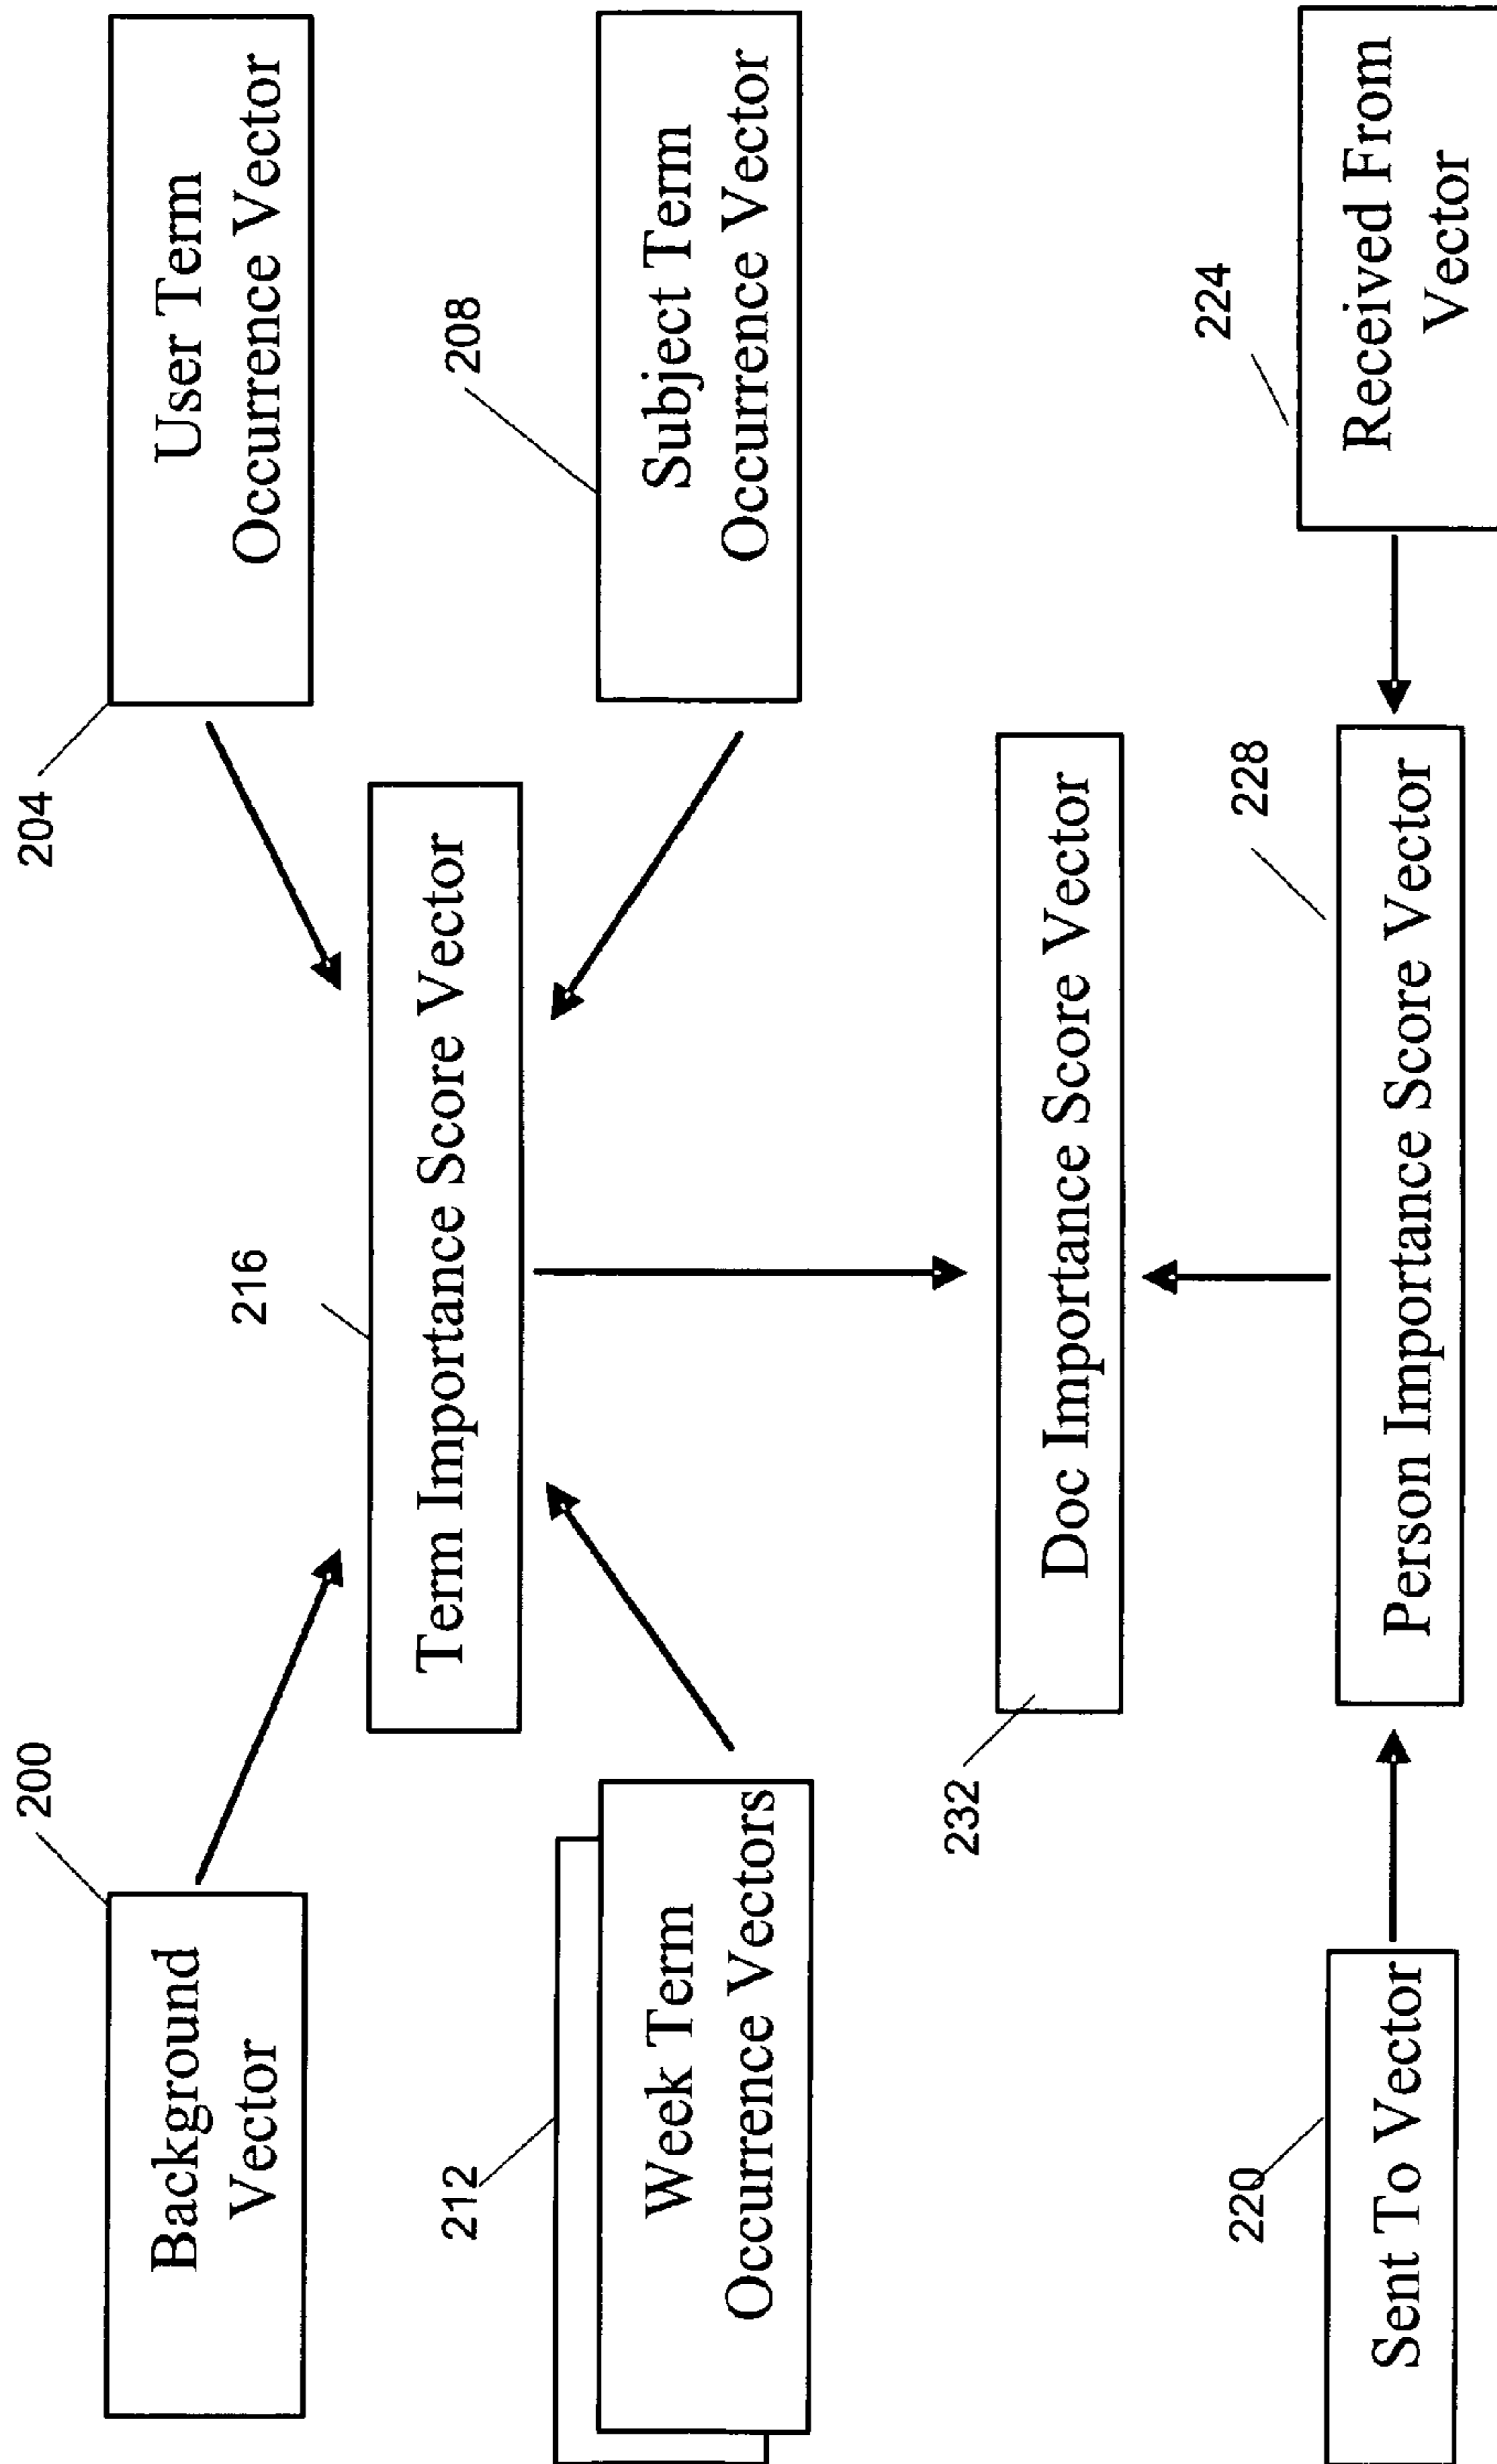 200
Background
Vector
204
User Term
Occurrence Vector
216
Term Importance Score Vector
212
Week Term
Occurrence Vectors
208
Subject Term
Occurrence Vector
232
Doc Importance Score Vector
220
Sent To Vector
228
Person Importance Score Vector
224
Received From
Vector